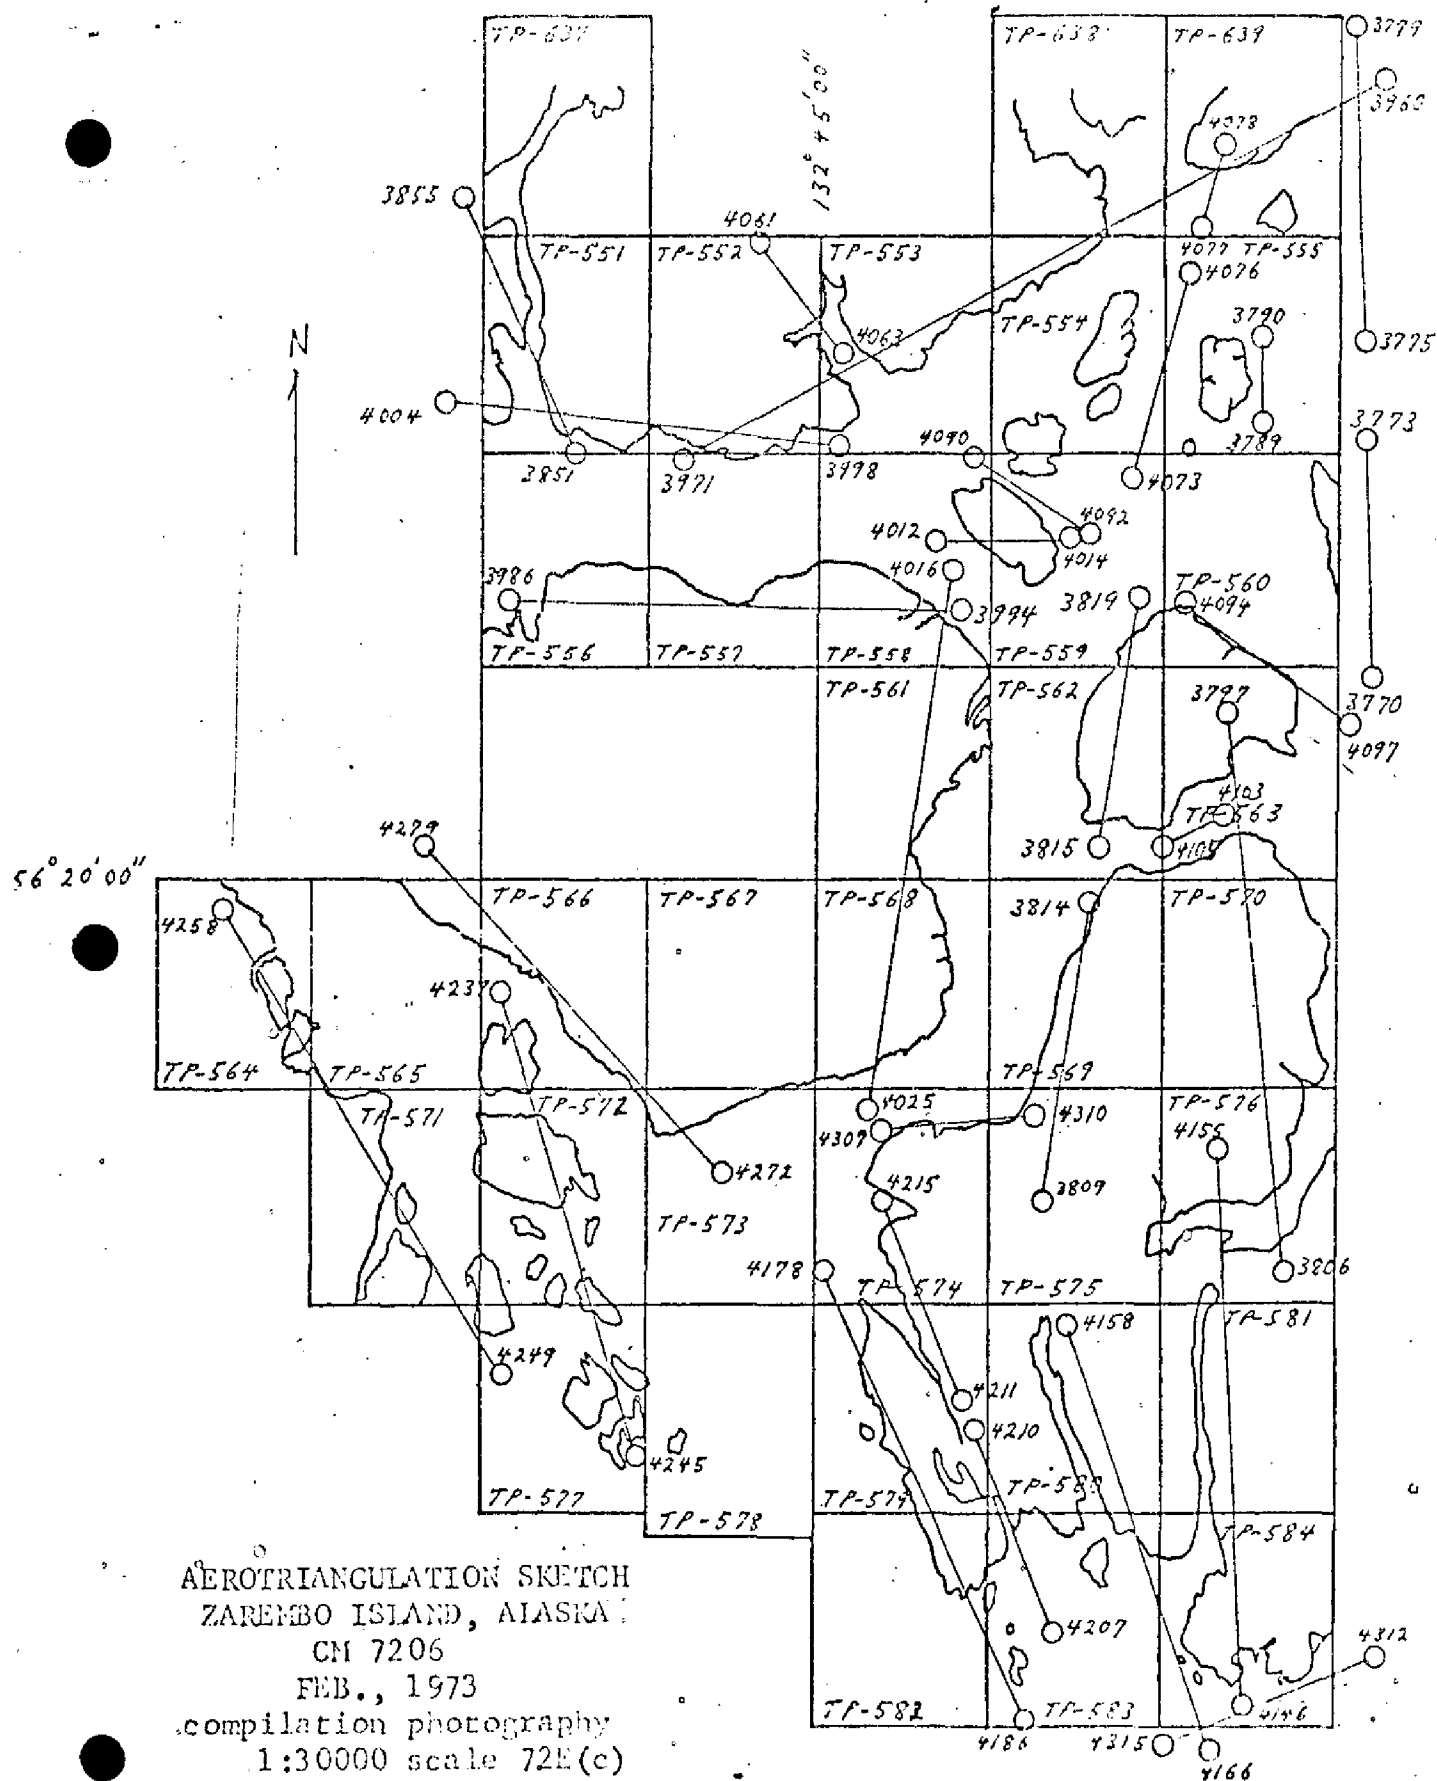 TP-637
TP-638
TP-639
3779
3960
132° 45' 00"
4078
3855
4061
4077
TP-551
TP-552
TP-553
TP-555
4076
N
TP-554
3790
4063
3775
4004
3773
4090
3789
3851
3971
3998
4073
4012
4092
4014
4016
3986
TP-560
3819
4094
3994
TP-556
TP-557
TP-558
TP-559
TP-561
TP-562
3797
3770
4097
4103
TP-563
4279
3815
4105
56° 20' 00"
TP-566
TP-567
TP-568
3814
TP-570
4258
4237
TP-564
TP-565
TP-569
TP-571
TP-572
4025
4310
TP-576
4309
4155
4272
4215
3809
TP-573
4178
3806
TP-574
TP-575
4158
TP-581
4249
4211
4210
4245
TP-577
TP-579
TP-580
TP-578
TP-584
AEROTRIANGULATION SKETCH
ZAREMBO ISLAND, ALASKA
CM 7206
FEB., 1973
compilation photography
1:30000 scale 72E(c)
4207
4312
TP-582
TP-583
4146
4186
4315
4166